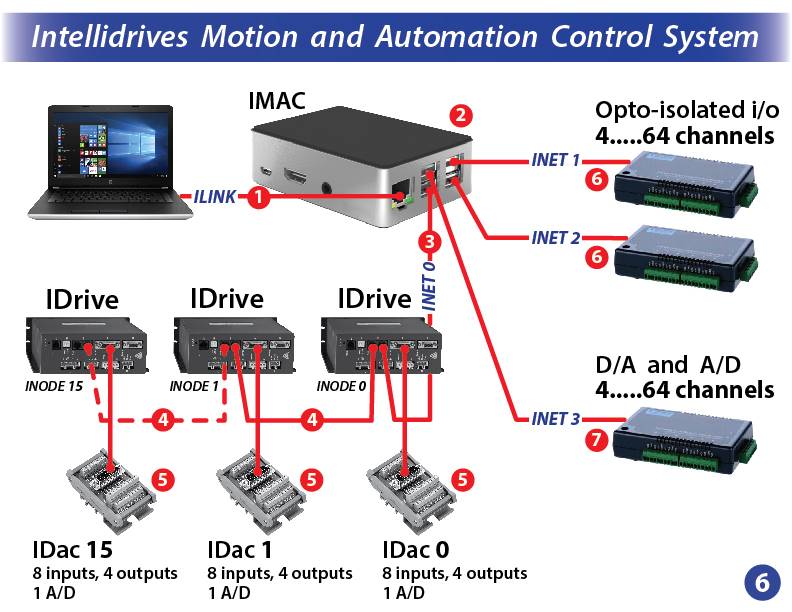 Intellidrives Motion and Automation Control System
IMAC
2
Opto-isolated i/o
4.....64 channels
INET 1
6
ILINK
1
3
INET 2
6
INET 0
IDrive
IDrive
IDrive
INODE 15
INODE 1
INODE 0
D/A and A/D
4.....64 channels
4
4
INET 3
7
5
5
5
IDac 15
8 inputs, 4 outputs
1 A/D
IDac 1
8 inputs, 4 outputs
1 A/D
IDac 0
8 inputs, 4 outputs
1 A/D
6